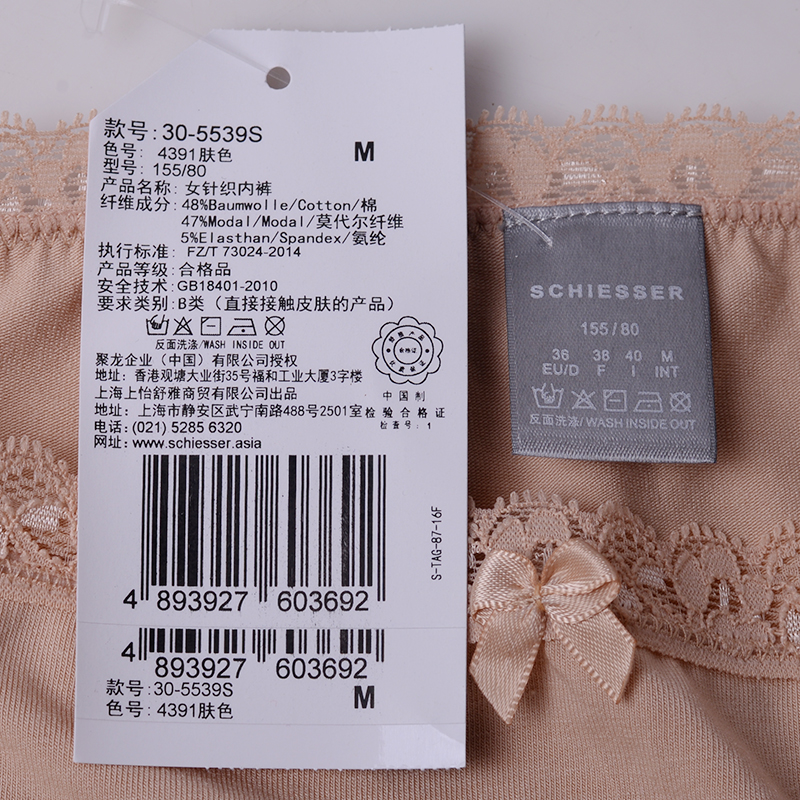 款号: 30-5539S
色号: 4391肤色
M
型号: 155/80
产品名称: 女针织内裤
纤维成分: 48%Baumwolle/Cotton/棉
47%Modal/Modal/莫代尔纤维
5%Elasthan/Spandex/氨纶
执行标准: FZ/T 73024-2014
产品等级: 合格品
安全技术: GB18401-2010
要求类别: B类（直接接触皮肤的产品）
反面洗涤/WASH INSIDE OUT
聚龙企业（中国）有限公司授权
地址: 香港观塘大业街35号福和工业大厦3字楼
上海上怡舒雅商贸有限公司出品
地址: 上海市静安区武宁南路488号2501室
电话: (021) 5285 6320
网址: www.schiesser.asia
合格证
中国制
检验合格证
检查号: 1
S-TAG-87-16F
4 893927 603692
4 893927 603692
款号: 30-5539S
色号: 4391肤色
M
SCHIESSER
155/80
36 38 40 M
EU/D F I INT
反面洗涤/WASH INSIDE OUT